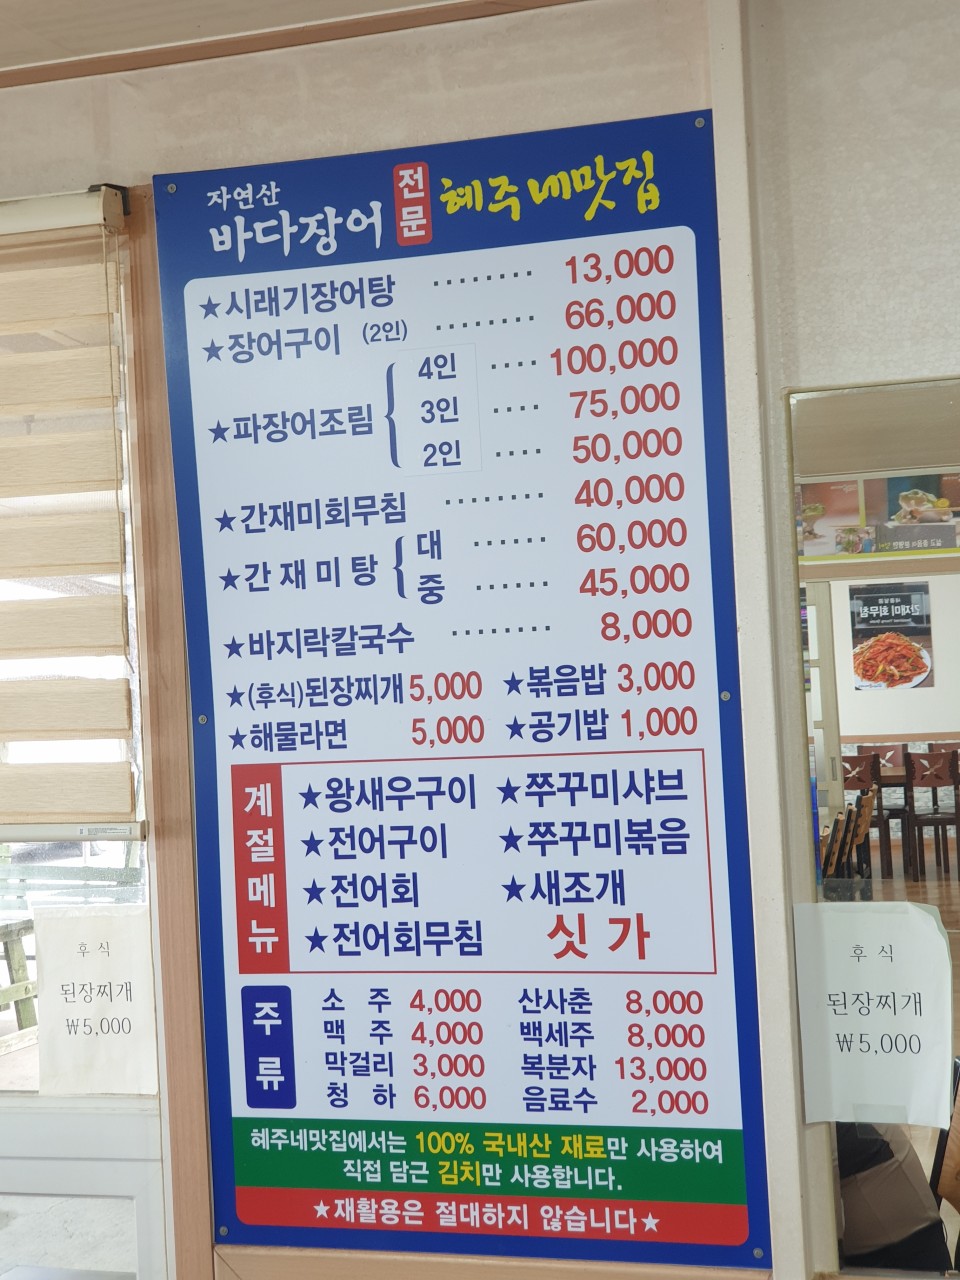 자연산
바다장어 전문 혜주네맛집
★시래기장어탕 ········ 13,000
★장어구이 (2인) ········ 66,000
★파장어조림
4인 ···· 100,000
3인 ···· 75,000
2인 ···· 50,000
★간재미회무침 ········ 40,000
★간재미탕
대 ······ 60,000
중 ······ 45,000
★바지락칼국수 ········ 8,000
★(후식)된장찌개 5,000 ★볶음밥 3,000
★해물라면 5,000 ★공기밥 1,000
계절메뉴
★왕새우구이 ★쭈꾸미샤브
★전어구이 ★쭈꾸미볶음
★전어회 ★새조개
★전어회무침 싯가
주류
소주 4,000 산사춘 8,000
맥주 4,000 백세주 8,000
막걸리 3,000 복분자 13,000
청하 6,000 음료수 2,000
혜주네맛집에서는 100% 국내산 재료만 사용하여
직접 담근 김치만 사용합니다.
★재활용은 절대하지 않습니다★
후식
된장찌개
₩5,000
후식
된장찌개
₩5,000
간재미회무침